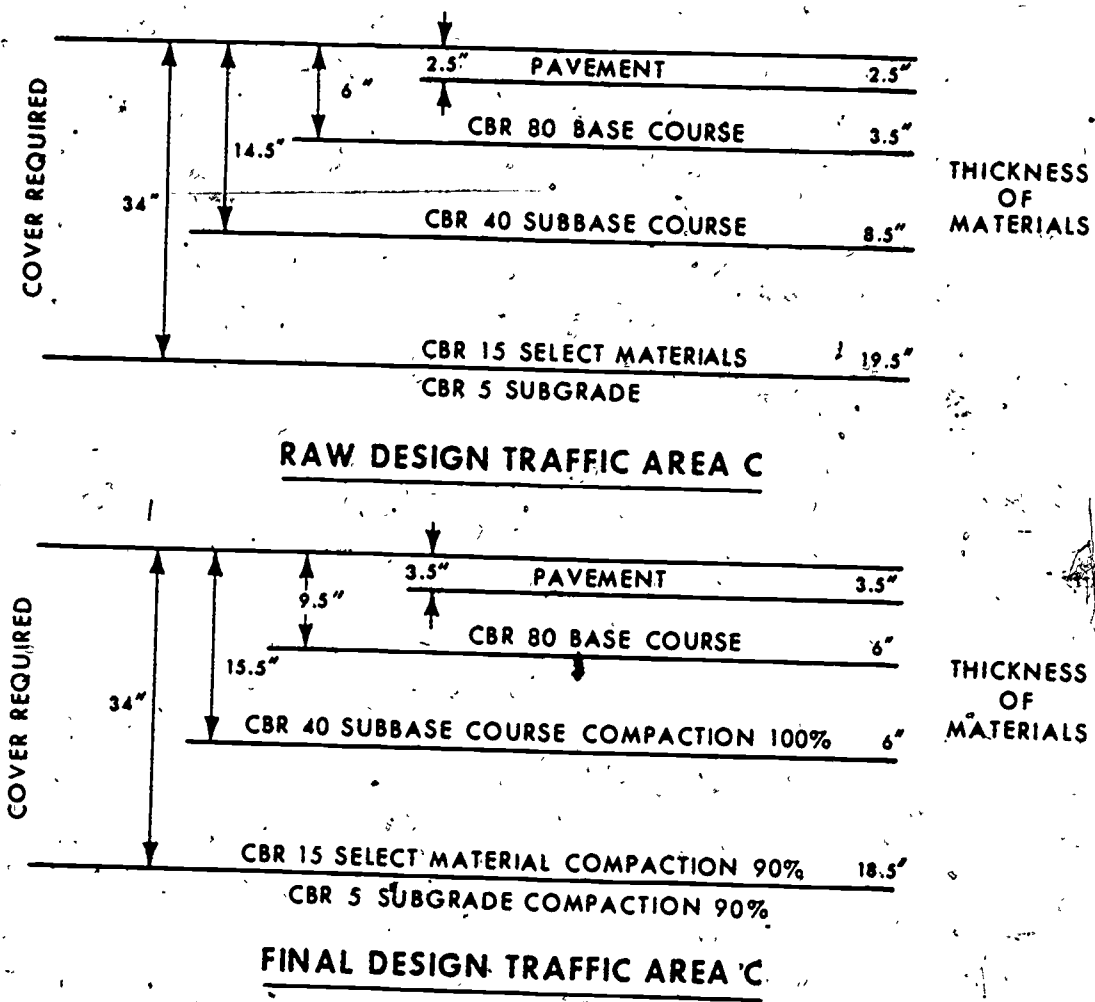 2.5" PAVEMENT 2.5"
6"
CBR 80 BASE COURSE 3.5"
14.5"
COVER REQUIRED
THICKNESS
OF
MATERIALS
34"
CBR 40 SUBBASE COURSE 8.5"
CBR 15 SELECT MATERIALS 19.5"
CBR 5 SUBGRADE
RAW DESIGN TRAFFIC AREA C
3.5" PAVEMENT 3.5"
9.5"
CBR 80 BASE COURSE 6"
15.5"
COVER REQUIRED
THICKNESS
OF
MATERIALS
34"
CBR 40 SUBBASE COURSE COMPACTION 100% 6"
CBR 15 SELECT MATERIAL COMPACTION 90% 18.5"
CBR 5 SUBGRADE COMPACTION 90%
FINAL DESIGN TRAFFIC AREA C